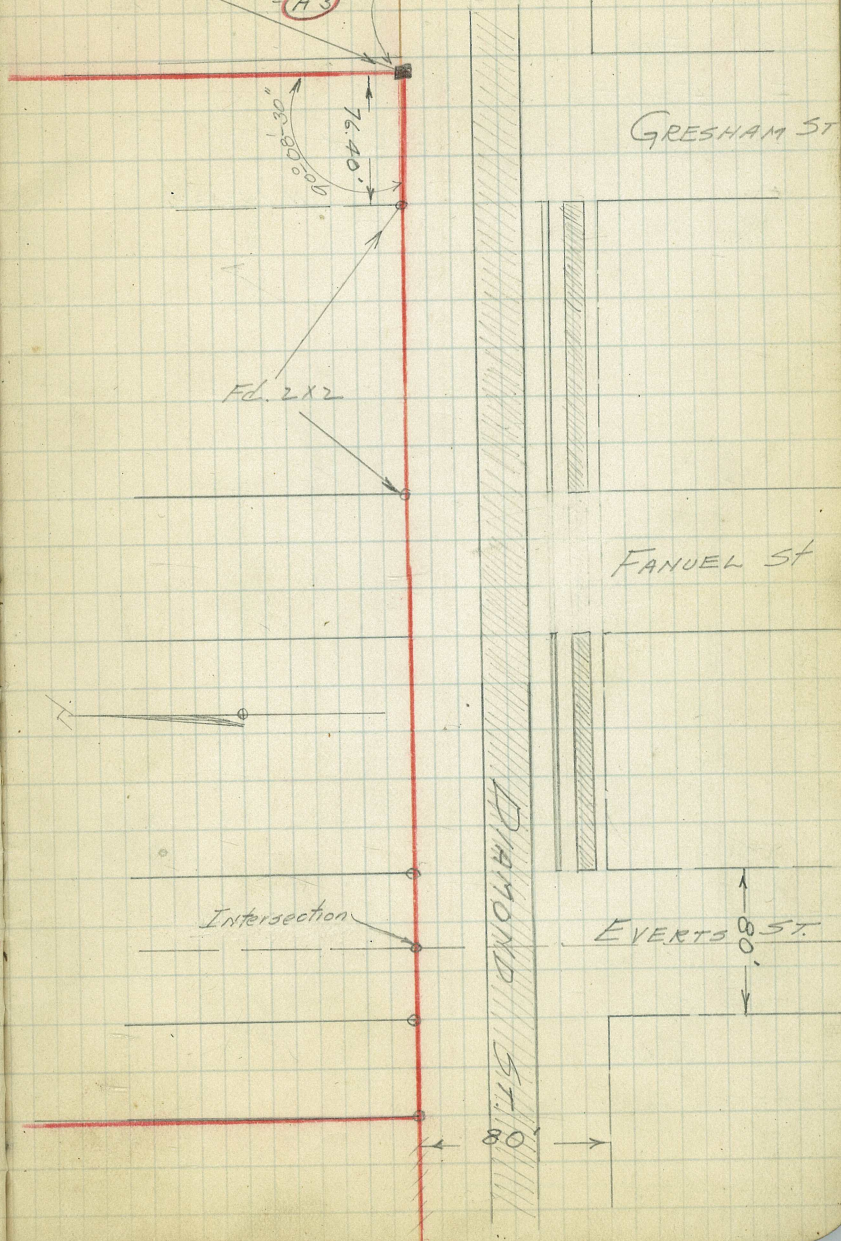 GRESHAM ST
90°-08'-30"
76.40'
Fd. 2X2
FANUEL St
DIAMOND ST.
Intersection
EVERTS ST.
80'
80'